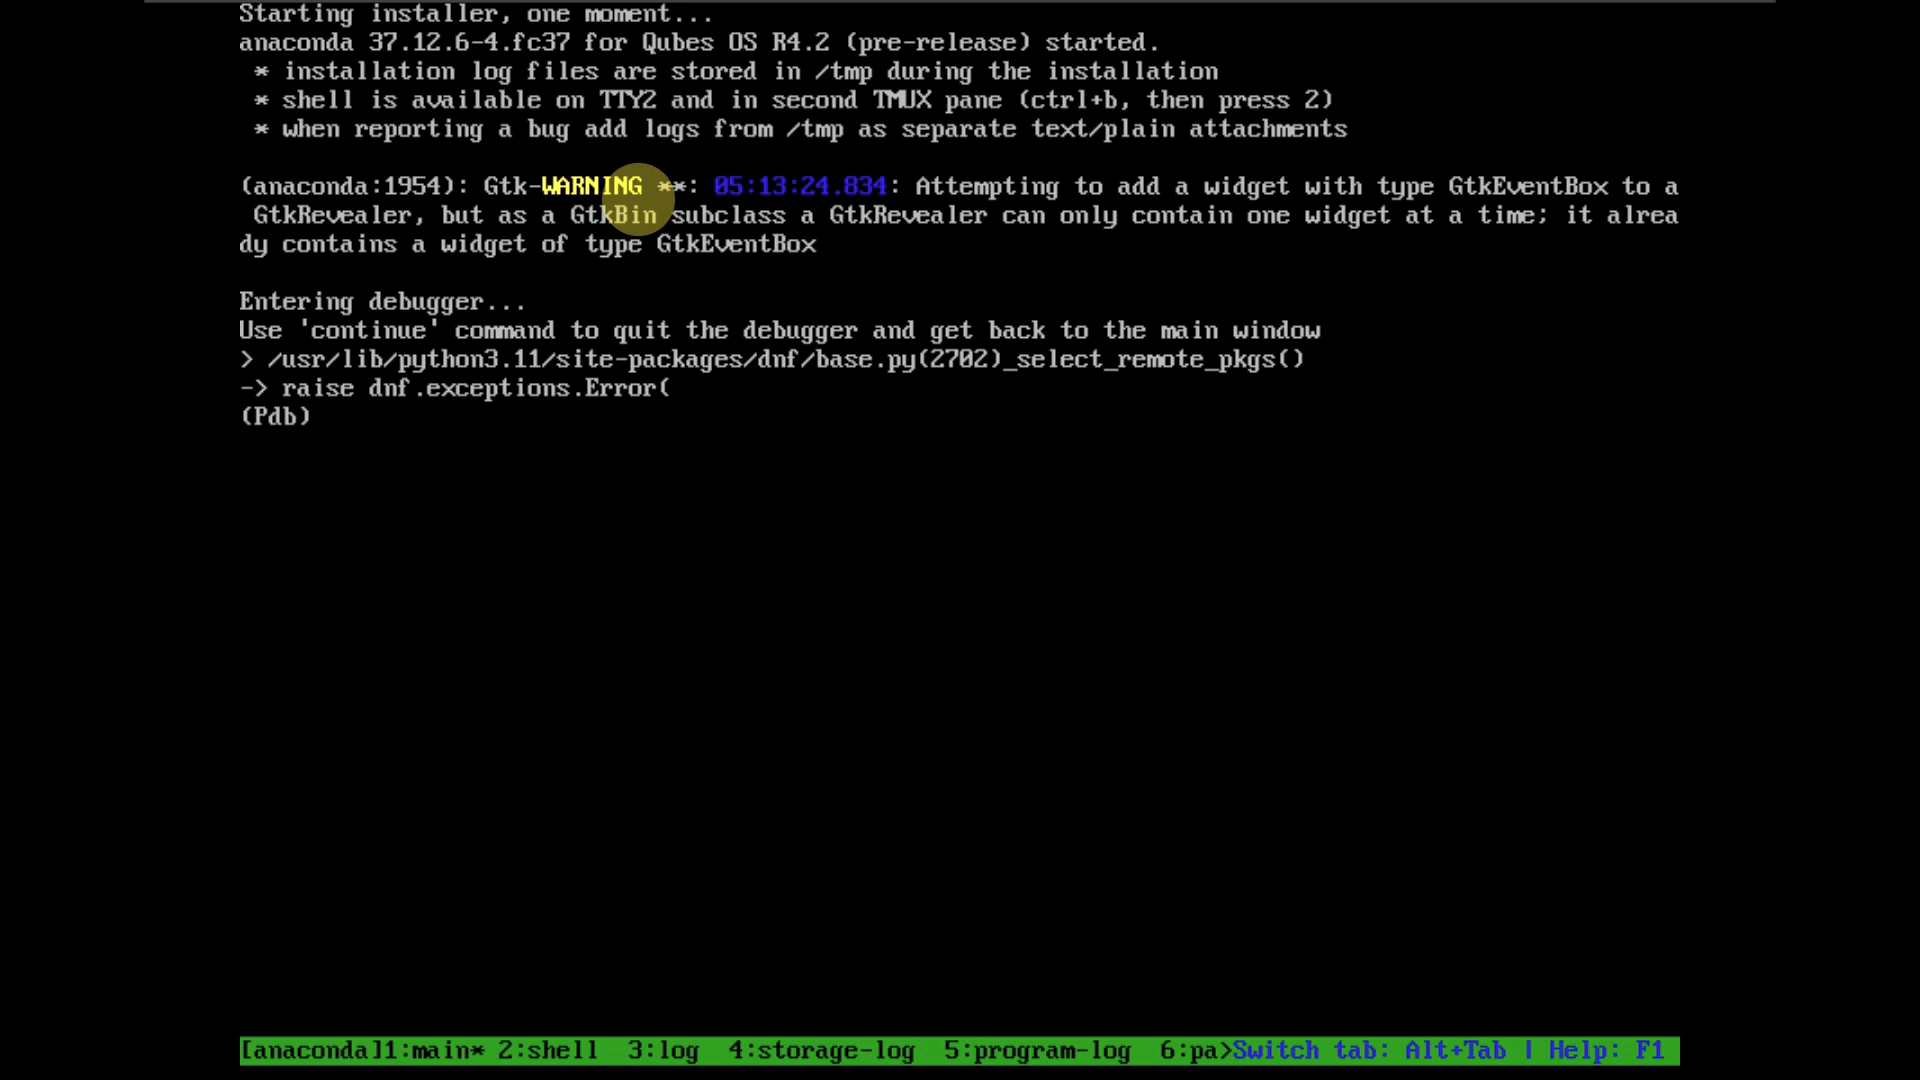 Starting installer, one moment...
anaconda 37.12.6-4.fc37 for Qubes OS R4.2 (pre-release) started.
* installation log files are stored in /tmp during the installation
* shell is available on TTY2 and in second TMUX pane (ctrl+b, then press 2)
* when reporting a bug add logs from /tmp as separate text/plain attachments
(anaconda:1954): Gtk-WARNING **: 05:13:24.834: Attempting to add a widget with type GtkEventBox to a
GtkRevealer, but as a GtkBin subclass a GtkRevealer can only contain one widget at a time; it alrea
dy contains a widget of type GtkEventBox
Entering debugger...
Use 'continue' command to quit the debugger and get back to the main window
> /usr/lib/python3.11/site-packages/dnf/base.py(2702)_select_remote_pkgs()
-> raise dnf.exceptions.Error(
(Pdb)
[anaconda]1:main* 2:shell  3:log  4:storage-log  5:program-log  6:pa>Switch tab: Alt+Tab | Help: F1